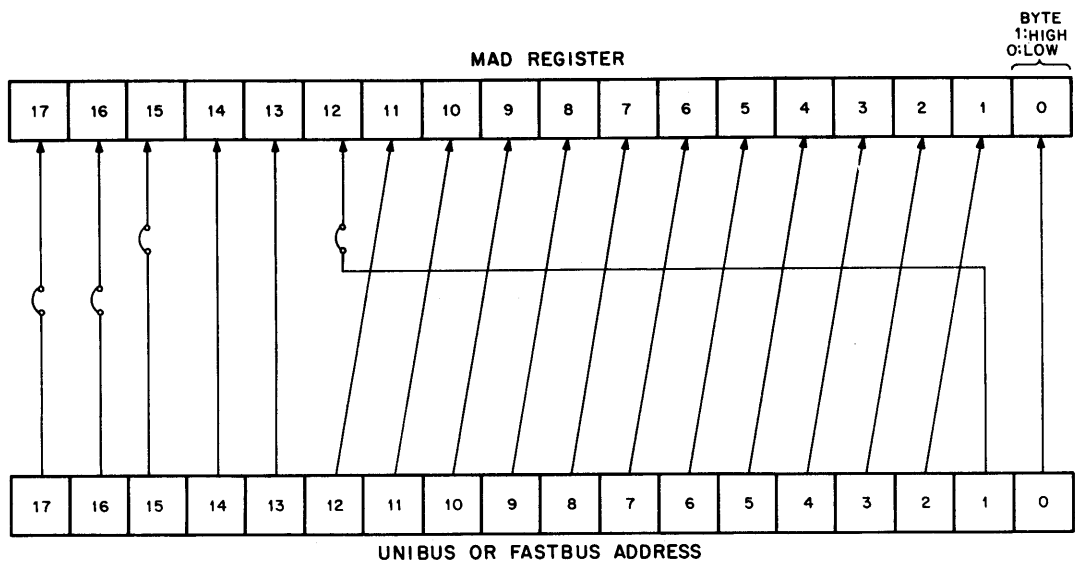 BYTE
1:HIGH
0:LOW
MAD REGISTER
17 16 15 14 13 12 11 10 9 8 7 6 5 4 3 2 1 0
17 16 15 14 13 12 11 10 9 8 7 6 5 4 3 2 1 0
UNIBUS OR FASTBUS ADDRESS